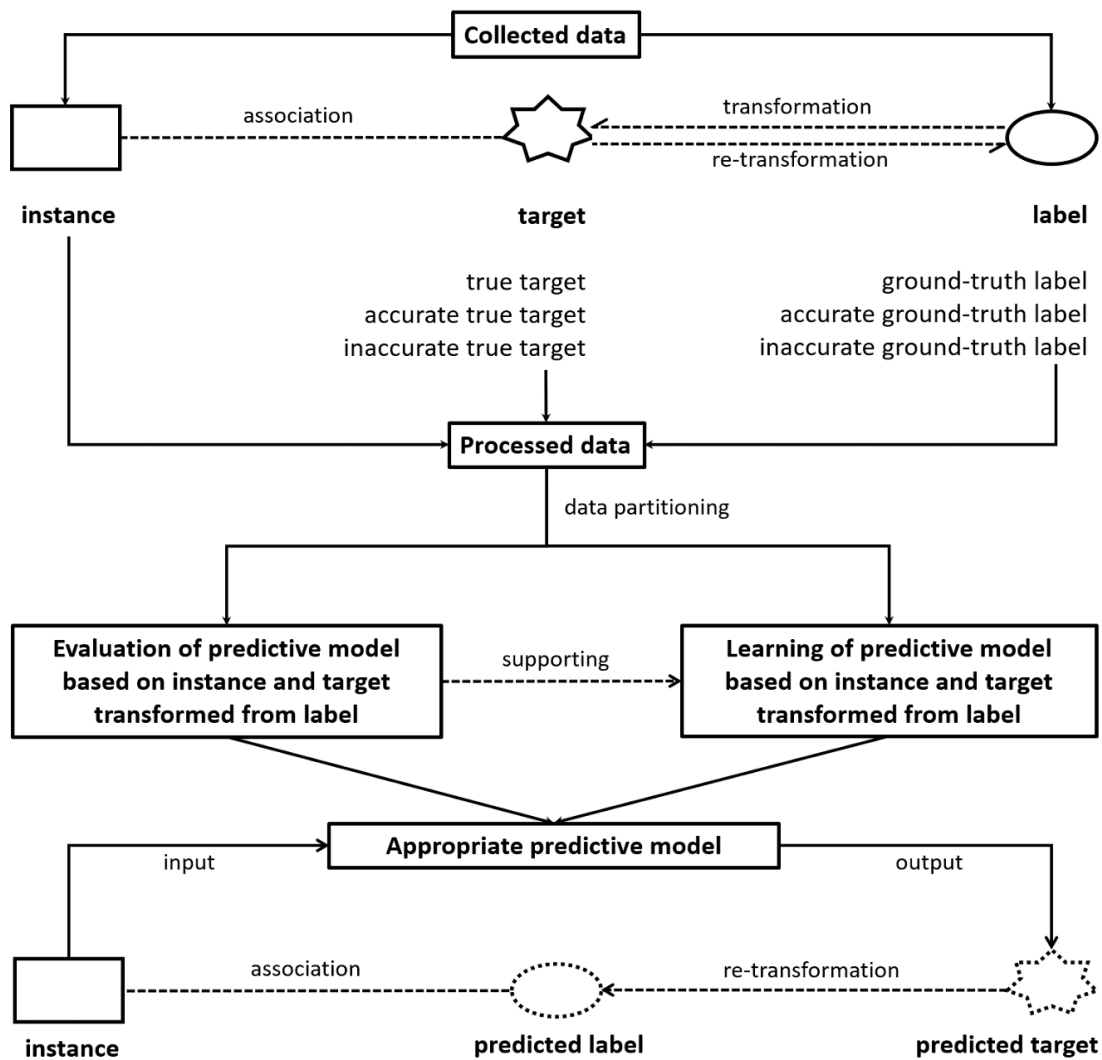 Collected data
association
transformation
re-transformation
instance
target
label
true target
accurate true target
inaccurate true target
ground-truth label
accurate ground-truth label
inaccurate ground-truth label
Processed data
data partitioning
Evaluation of predictive model
based on instance and target
transformed from label
supporting
Learning of predictive model
based on instance and target
transformed from label
Appropriate predictive model
input
output
association
re-transformation
instance
predicted label
predicted target